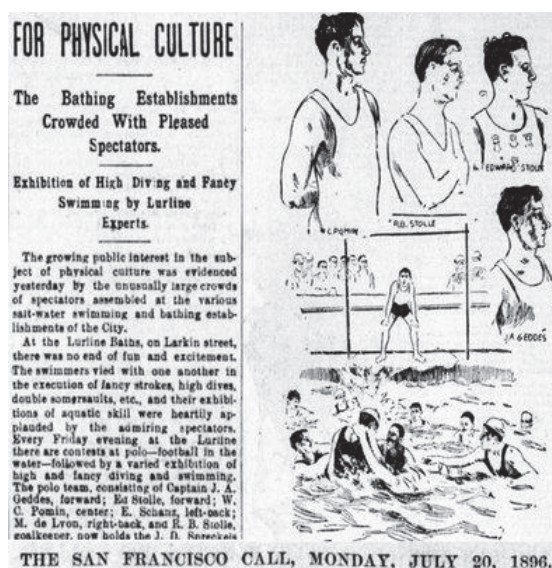 FOR PHYSICAL CULTURE
The Bathing Establishments
Crowded With Pleased
Spectators.
Exhibition of High Diving and Fancy
Swimming by Lurline
Experts.
The growing public interest in the sub-
ject of physical culture was evidenced
yesterday by the unusually large crowds
of spectators assembled at the various
salt-water swimming and bathing estab-
lishments of the City.
At the Lurline Baths, on Larkin street,
there was no end of fun and excitement.
The swimmers vied with one another in
the execution of fancy strokes, high dives,
double somersaults, etc., and their exhibi-
tions of aquatic skill were heartily ap-
plauded by the admiring spectators.
Every Friday evening at the Lurline
there are contests at polo—football in the
water—followed by a varied exhibition of
high and fancy diving and swimming.
The polo team, consisting of Captain J. A.
Geddes, forward; Ed Stolle, forward; W.
C. Pomin, center; E. Schanz, left-back;
M. de Lyon, right-back, and R. B. Stolle,
goalkeeper, now holds the J. D. Spreckels
C. POMIN
R.B. STOLLE
EDWARD STOLLE
J.A GEDDES
THE SAN FRANCISCO CALL, MONDAY, JULY 20, 1896.